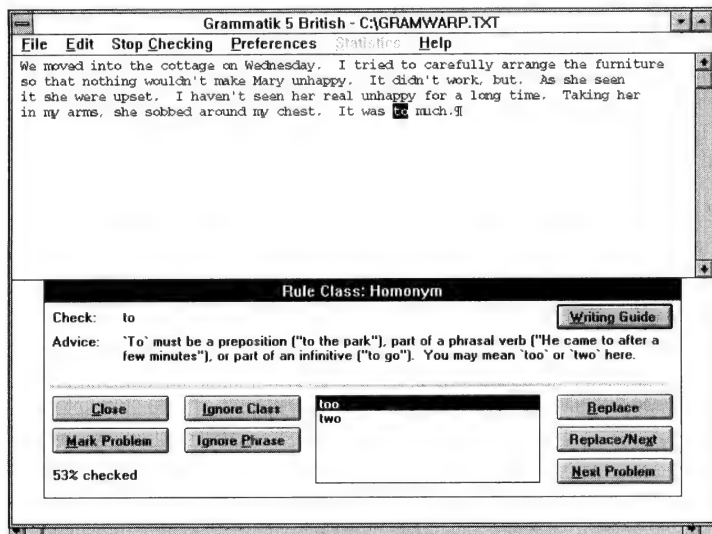 Grammatik 5 British - C:\GRAMWARP.TXT
File Edit Stop Checking Preferences Statistics Help
We moved into the cottage on Wednesday. I tried to carefully arrange the furniture
so that nothing wouldn't make Mary unhappy. It didn't work, but. As she seen
it she were upset. I haven't seen her real unhappy for a long time. Taking her
in my arms, she sobbed around my chest. It was to much.¶
Rule Class: Homonym
Check: to
Writing Guide
Advice: `To` must be a preposition ("to the park"), part of a phrasal verb ("He came to after a
few minutes"), or part of an infinitive ("to go"). You may mean `too` or `two` here.
Close Ignore Class too Replace
two
Mark Problem Ignore Phrase Replace/Next
53% checked Next Problem